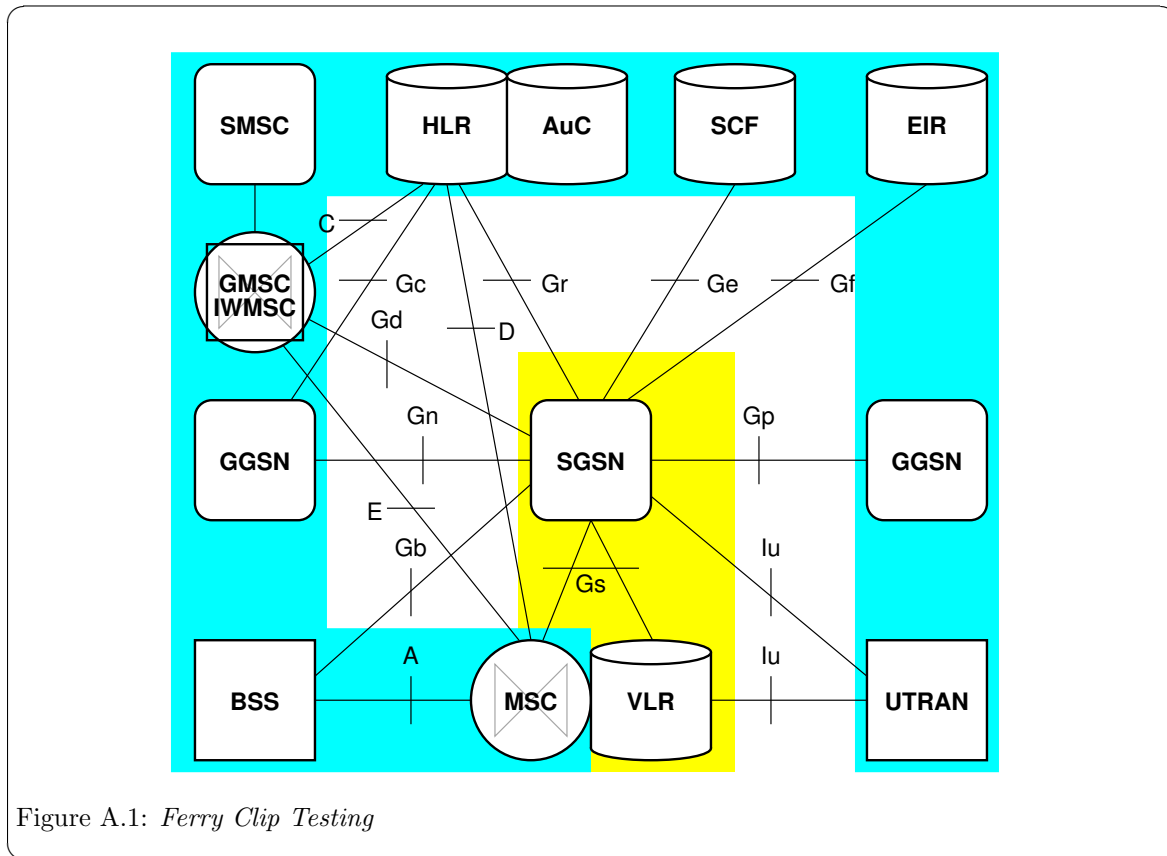 SMSC
HLR
AuC
SCF
EIR
C
GMSC
IWMSC
Gc
Gr
Ge
Gf
Gd
D
Gn
Gp
GGSN
SGSN
GGSN
E
Gb
Iu
Gs
A
Iu
BSS
MSC
VLR
UTRAN
Figure A.1: Ferry Clip Testing